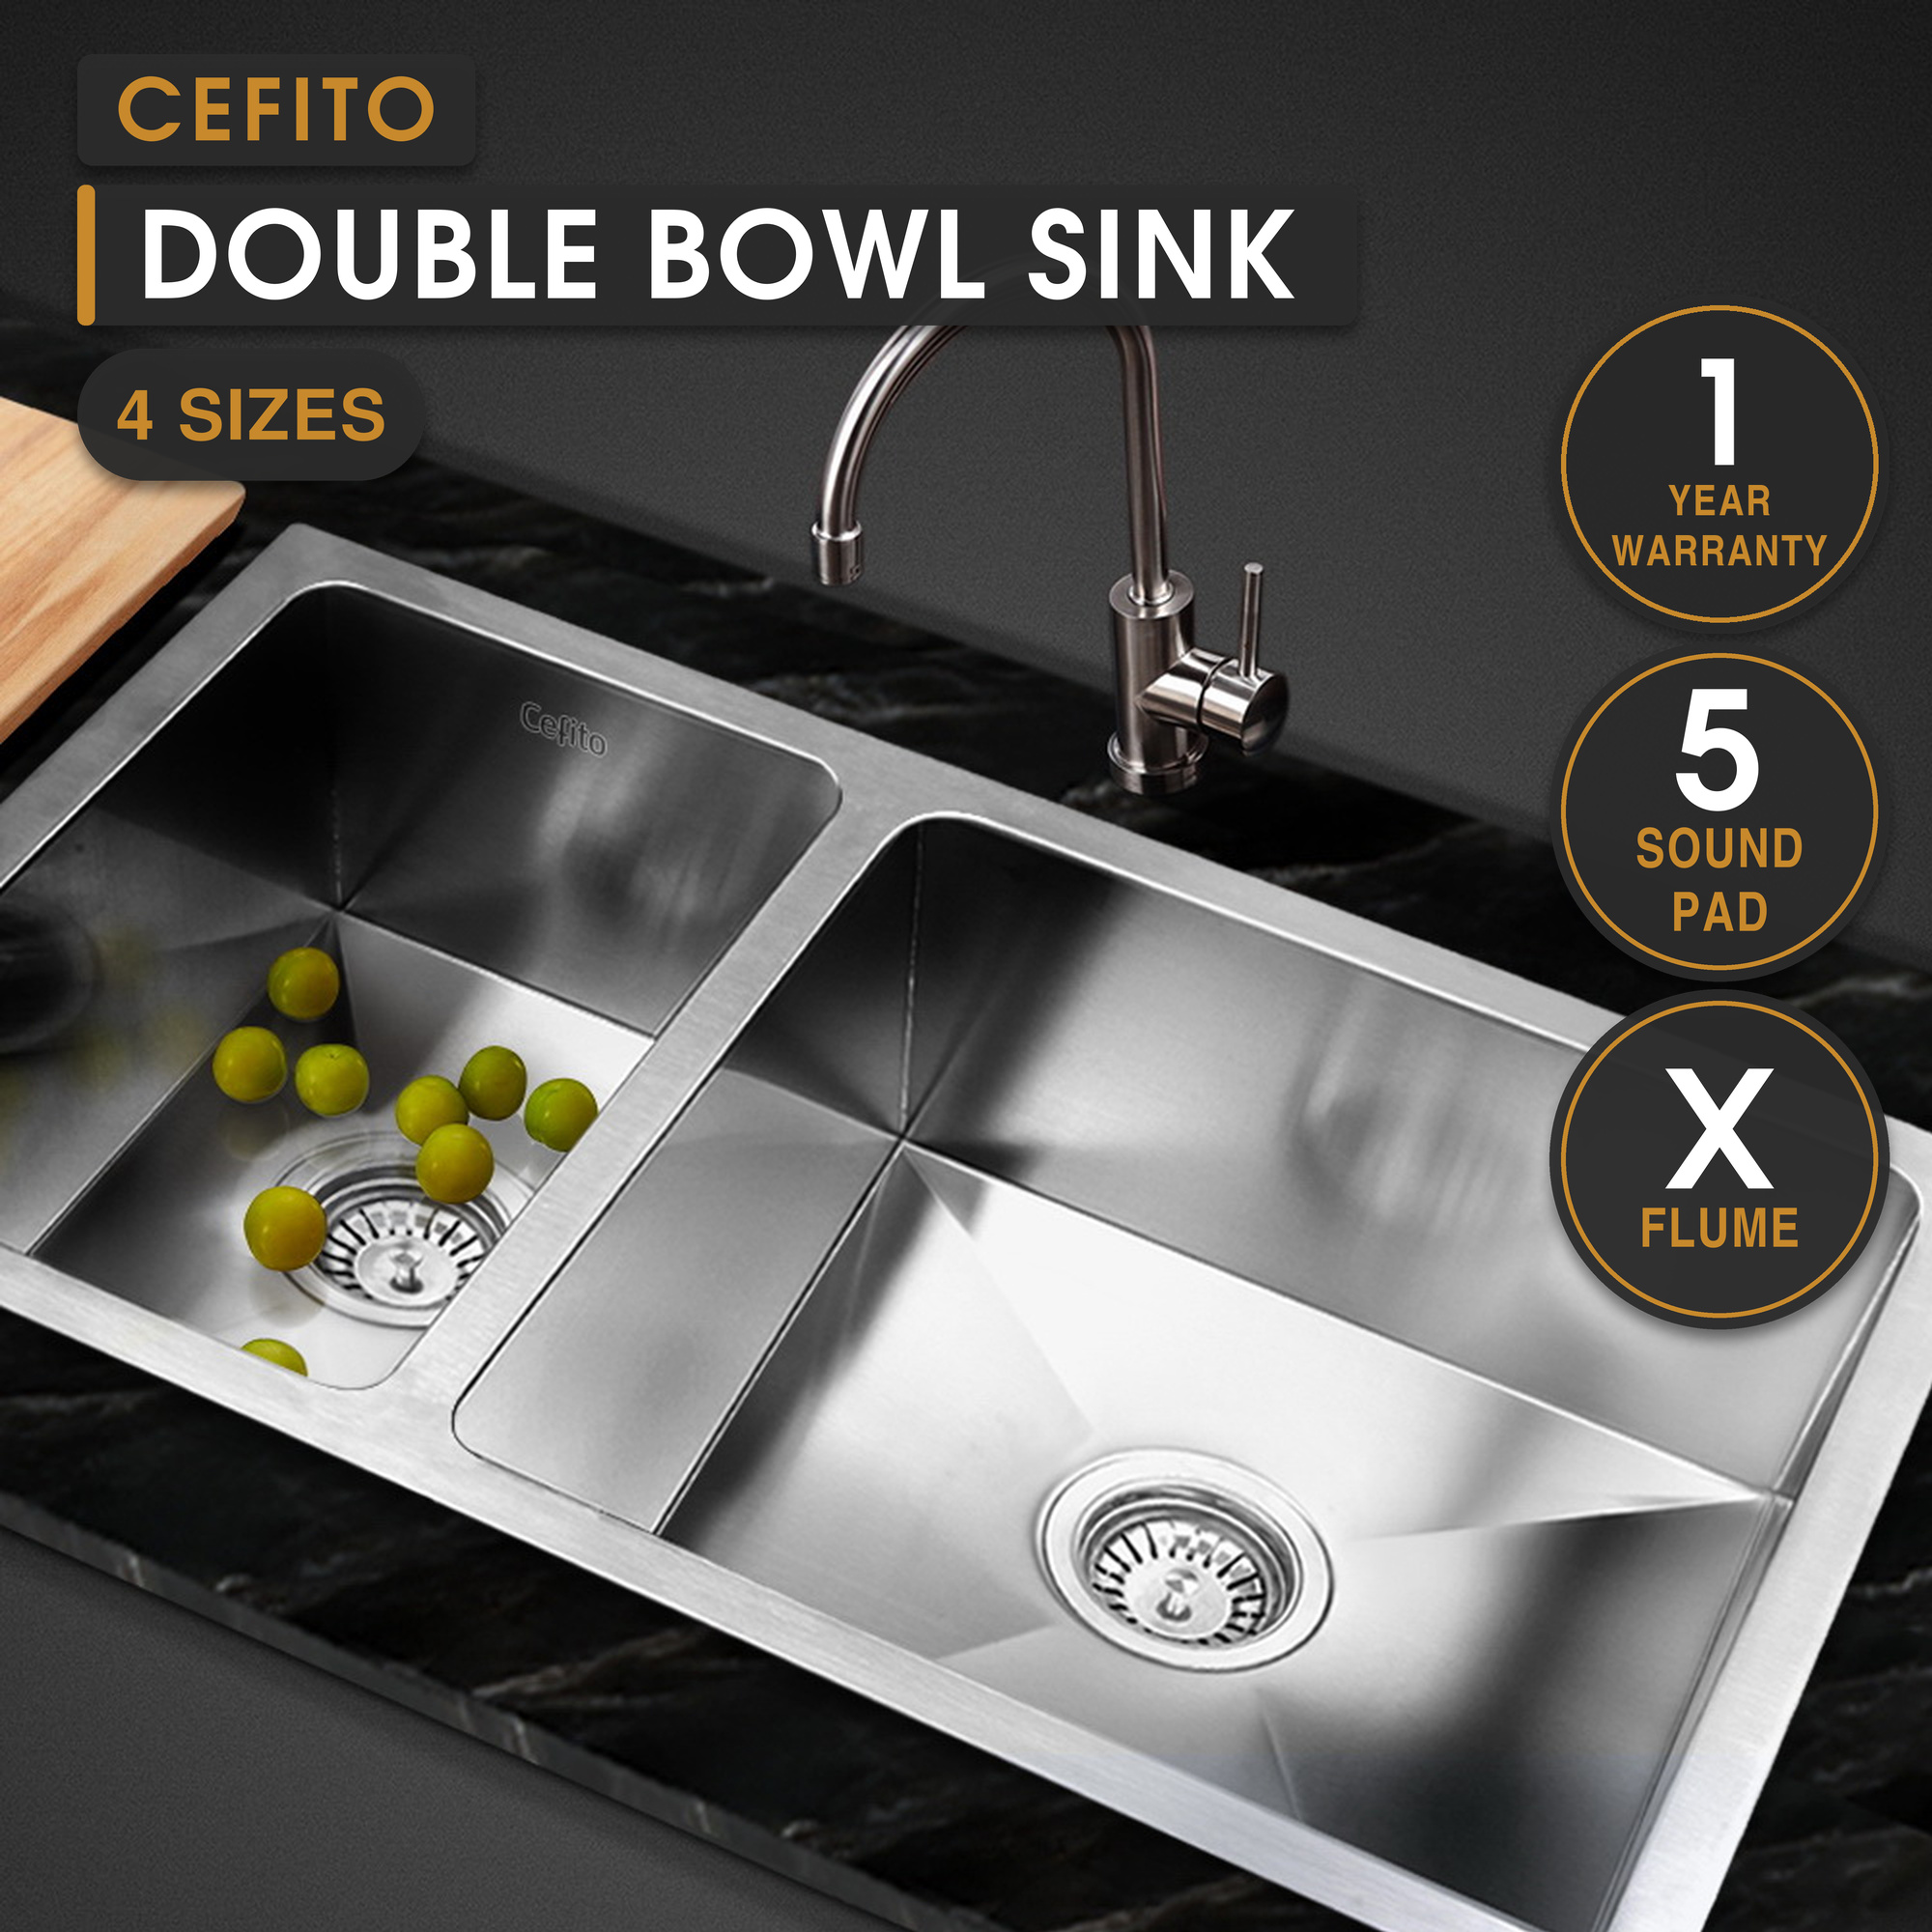 CEFITO
DOUBLE BOWL SINK
4 SIZES
1
YEAR
WARRANTY
5
SOUND
PAD
X
FLUME
Cefito